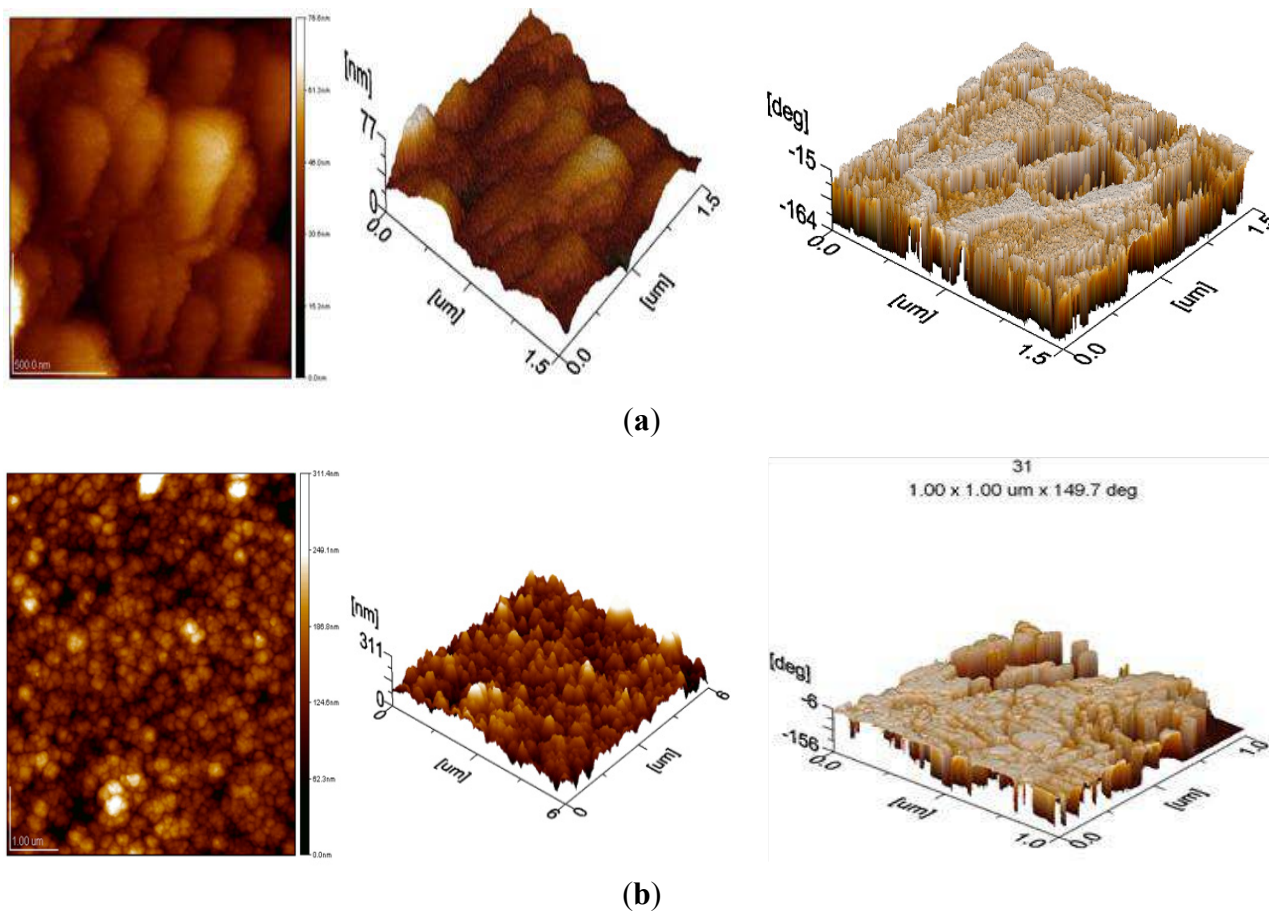 76.6nm
61.3nm
46.0nm
30.6nm
15.3nm
0.0nm
500.0 nm
[nm]
77
0
0.0
[um]
1.5
0.0
[um]
1.5
[deg]
-15
-164
0.0
[um]
1.5
0.0
[um]
1.5
(a)
311.4nm
249.1nm
186.8nm
124.6nm
62.3nm
0.0nm
1.00 um
[nm]
311
0
0
[um]
6
0
[um]
6
31
1.00 x 1.00 um x 149.7 deg
[deg]
-6
-156
0.0
[um]
1.0
0.0
[um]
1.0
(b)